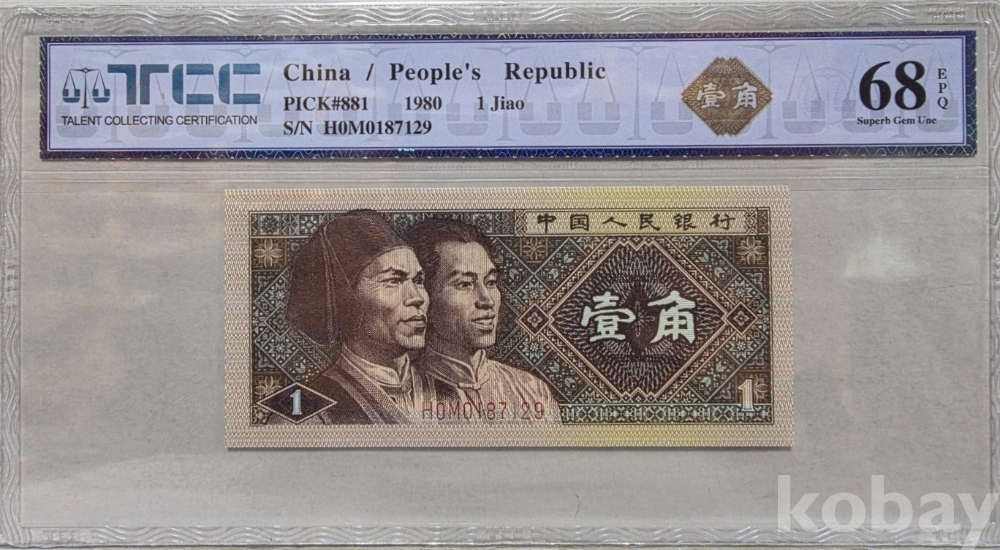 TCC
TALENT COLLECTING CERTIFICATION
China / People's Republic
PICK#881 1980 1 Jiao
S/N H0M0187129
壹角
68 EPQ
Superb Gem Unc
中国人民银行
壹角
1
H0M0187129
1
kobay